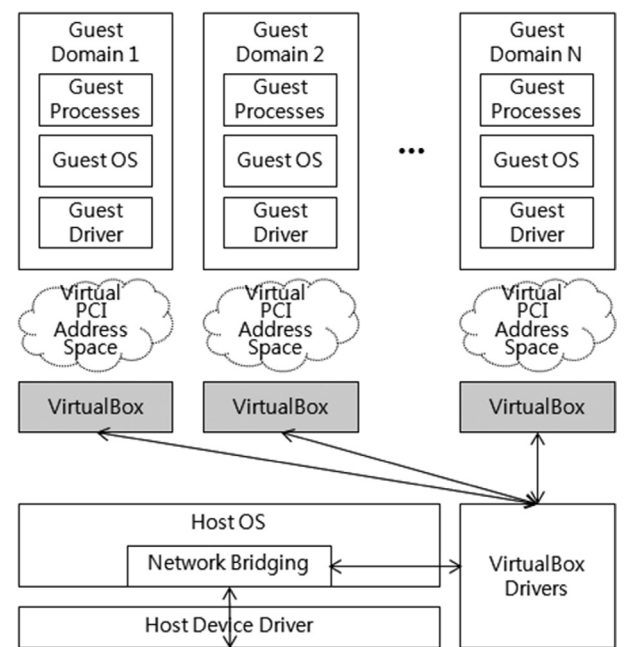 Guest
Domain 1
Guest
Processes
Guest OS
Guest
Driver
Virtual
PCI
Address
Space
VirtualBox
Guest
Domain 2
Guest
Processes
Guest OS
Guest
Driver
Virtual
PCI
Address
Space
VirtualBox
...
Guest
Domain N
Guest
Processes
Guest OS
Guest
Driver
Virtual
PCI
Address
Space
VirtualBox
Host OS
Network Bridging
Host Device Driver
VirtualBox
Drivers